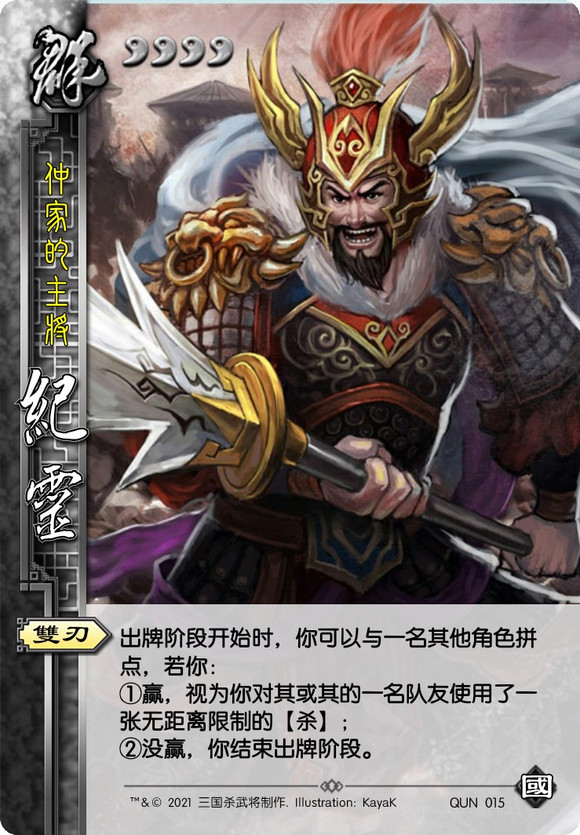 群
仲家的主将
紀靈
雙刃
出牌阶段开始时，你可以与一名其他角色拼
点，若你：
①赢，视为你对其或其的一名队友使用了一
张无距离限制的【杀】；
②没赢，你结束出牌阶段。
國
™&© 2021 三国杀武将制作. Illustration: KayaK QUN 015